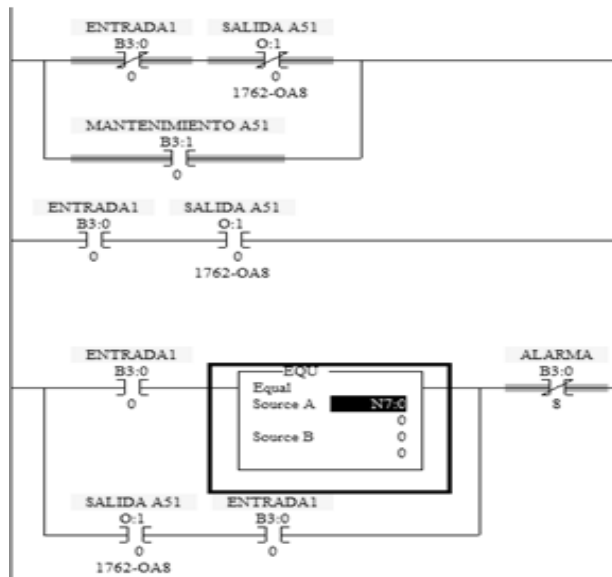 ENTRADA1 SALIDA A51
B3:0 O:1
0 0
1762-OA8
MANTENIMIENTO A51
B3:1
0
ENTRADA1 SALIDA A51
B3:0 O:1
0 0
1762-OA8
ENTRADA1 EQU ALARMA
B3:0 Equal B3:0
0 Source A N7:0 8
0
Source B 0
0
SALIDA A51 ENTRADA1
O:1 B3:0
0 0
1762-OA8